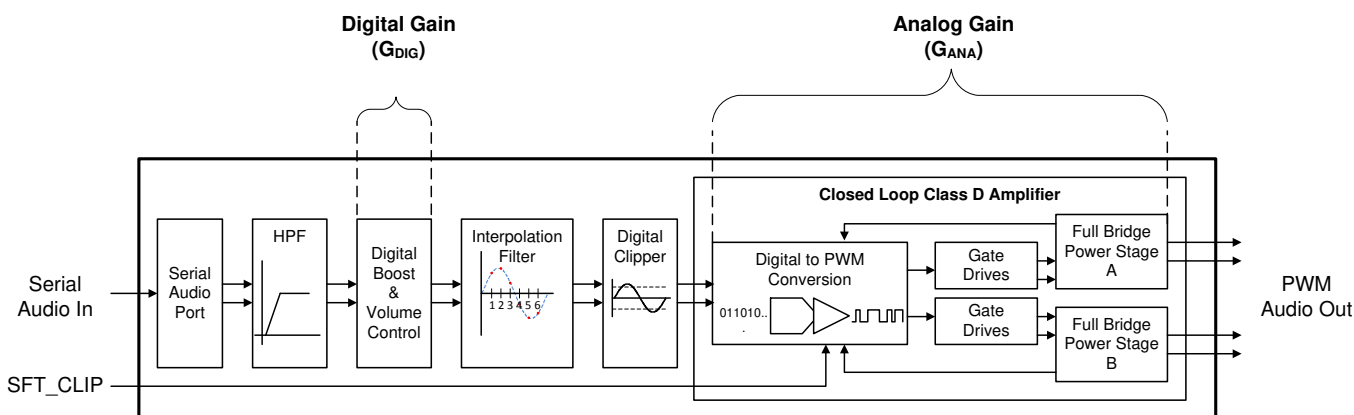 Digital Gain
(GDIG)
Analog Gain
(GANA)
Closed Loop Class D Amplifier
Serial
Audio In
Serial
Audio
Port
HPF
Digital
Boost
&
Volume
Control
Interpolation
Filter
1 2 3 4 5 6
Digital
Clipper
Digital to PWM
Conversion
011010..
.
Gate
Drives
Gate
Drives
Full Bridge
Power Stage
A
Full Bridge
Power Stage
B
PWM
Audio Out
SFT_CLIP